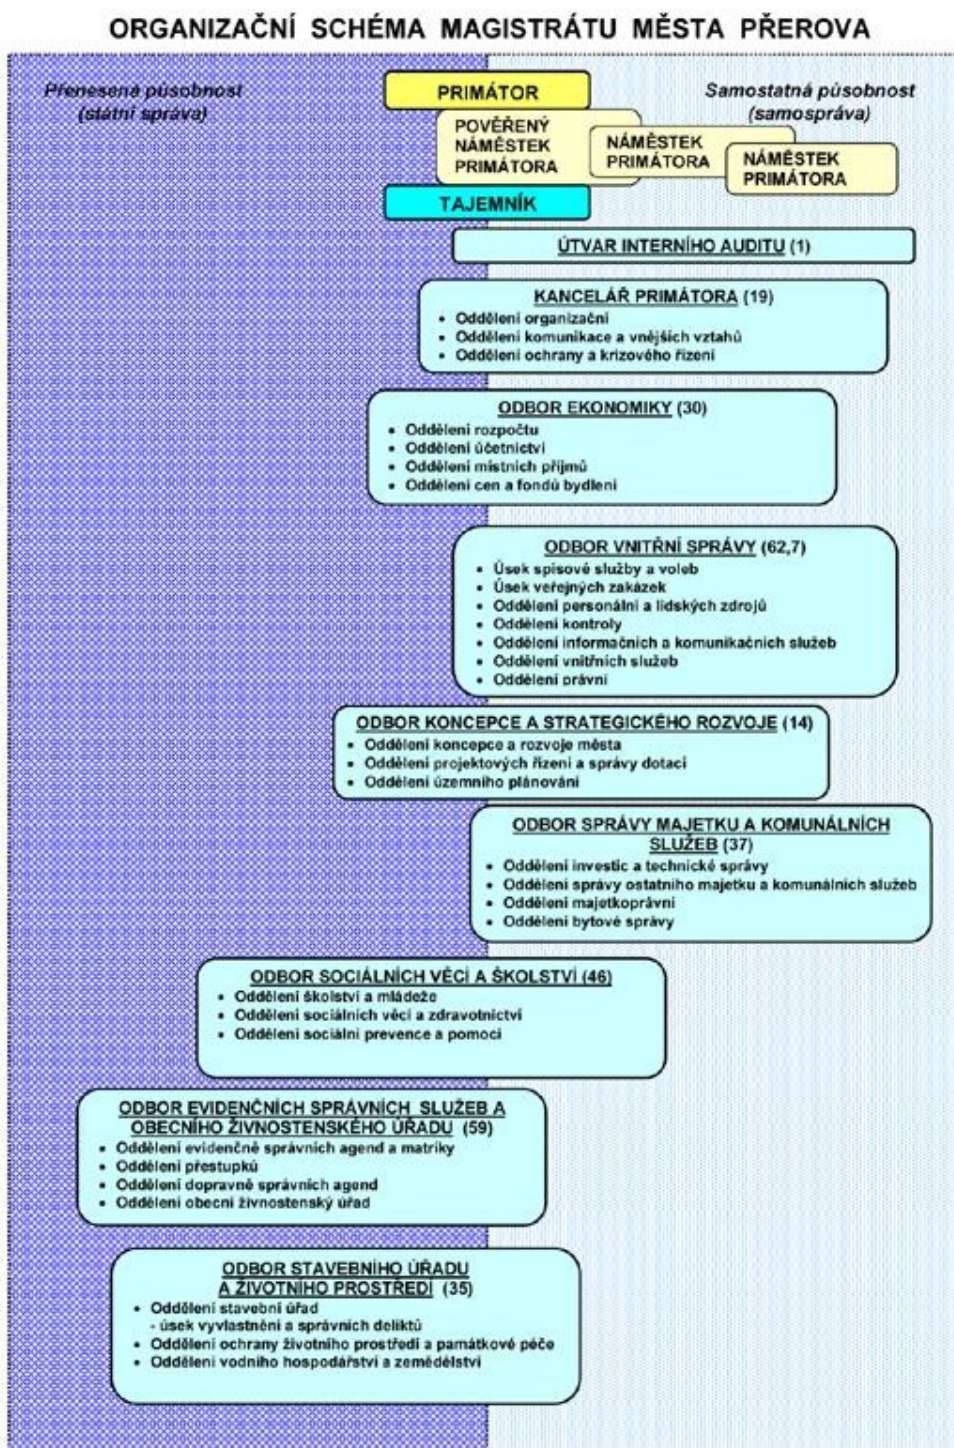 ORGANIZAČNÍ SCHÉMA MAGISTRÁTU MĚSTA PŘEROVA
Přenesená působnost
(státní správa)
Samostatná působnost
(samospráva)
PRIMÁTOR
POVĚŘENÝ
NÁMĚSTEK
PRIMÁTORA
NÁMĚSTEK
PRIMÁTORA
NÁMĚSTEK
PRIMÁTORA
TAJEMNÍK
ÚTVAR INTERNÍHO AUDITU (1)
KANCELÁŘ PRIMÁTORA (19)
• Oddělení organizační
• Oddělení komunikace a vnějších vztahů
• Oddělení ochrany a krizového řízení
ODBOR EKONOMIKY (30)
• Oddělení rozpočtu
• Oddělení účetnictví
• Oddělení místních příjmů
• Oddělení cen a fondů bydlení
ODBOR VNITŘNÍ SPRÁVY (62,7)
• Úsek spisové služby a voleb
• Úsek veřejných zakázek
• Oddělení personální a lidských zdrojů
• Oddělení kontroly
• Oddělení informačních a komunikačních služeb
• Oddělení vnitřních služeb
• Oddělení právní
ODBOR KONCEPCE A STRATEGICKÉHO ROZVOJE (14)
• Oddělení koncepce a rozvoje města
• Oddělení projektových řízení a správy dotací
• Oddělení územního plánování
ODBOR SPRÁVY MAJETKU A KOMUNÁLNÍCH
SLUŽEB (37)
• Oddělení investic a technické správy
• Oddělení správy ostatního majetku a komunálních služeb
• Oddělení majetkoprávní
• Oddělení bytové správy
ODBOR SOCIÁLNÍCH VĚCÍ A ŠKOLSTVÍ (46)
• Oddělení školství a mládeže
• Oddělení sociálních věcí a zdravotnictví
• Oddělení sociální prevence a pomoci
ODBOR EVIDENČNÍCH SPRÁVNÍCH SLUŽEB A
OBECNÍHO ŽIVNOSTENSKÉHO ÚŘADU (59)
• Oddělení evidenčně správních agend a matriky
• Oddělení přestupků
• Oddělení dopravně správních agend
• Oddělení obecní živnostenský úřad
ODBOR STAVEBNÍHO ÚŘADU
A ŽIVOTNÍHO PROSTŘEDÍ (35)
• Oddělení stavební úřad
- úsek vyvlastnění a správních deliktů
• Oddělení ochrany životního prostředí a památkové péče
• Oddělení vodního hospodářství a zemědělství